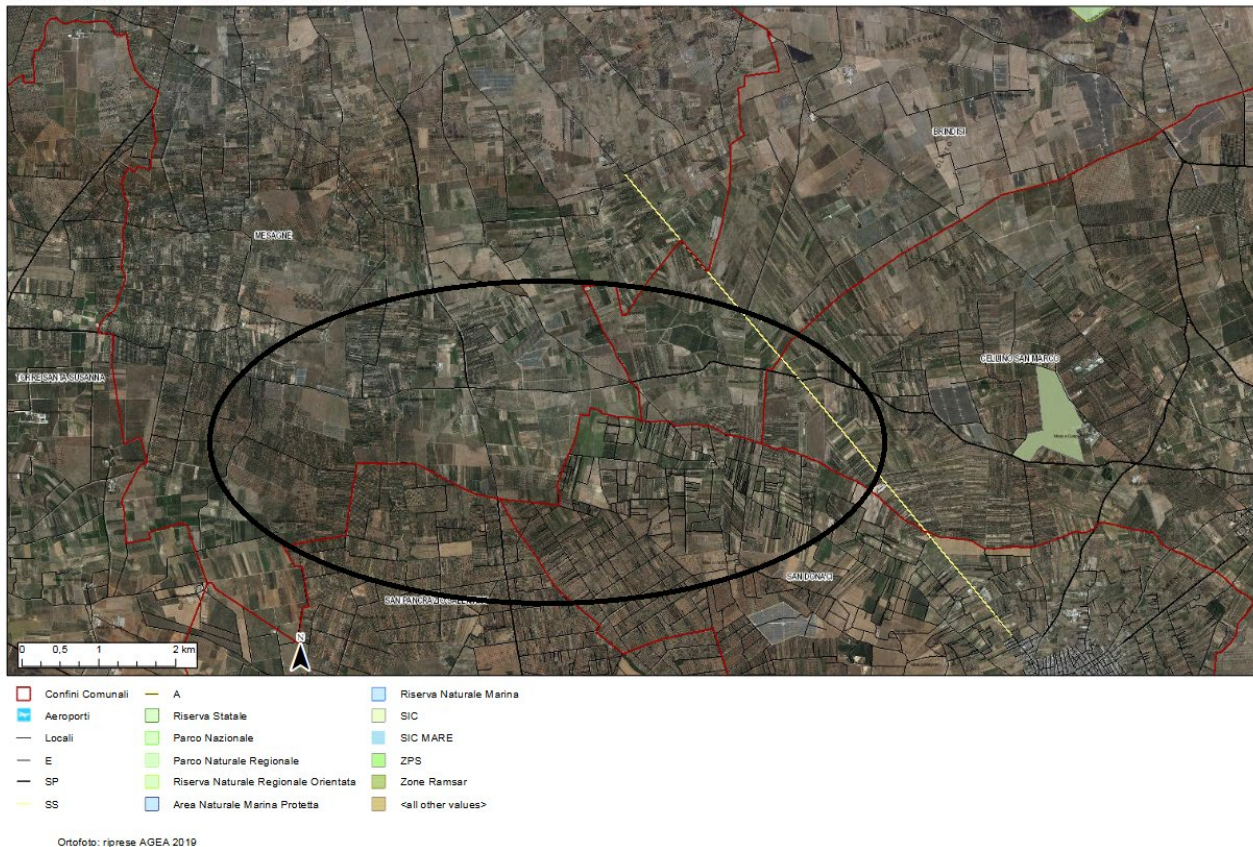 BRINDISI
MESAGNE
CELLINO SAN MARCO
TORRE SANTA SUSANNA
SAN DONACI
SAN PANCRAZIO
0 0,5 1 2 km
N
Confini Comunali
Aeroporti
Locali
E
SP
SS
A
Riserva Statale
Parco Nazionale
Parco Naturale Regionale
Riserva Naturale Regionale Orientata
Area Naturale Marina Protetta
Riserva Naturale Marina
SIC
SIC MARE
ZPS
Zone Ramsar
<all other values>
Ortofoto: riprese AGEA 2019